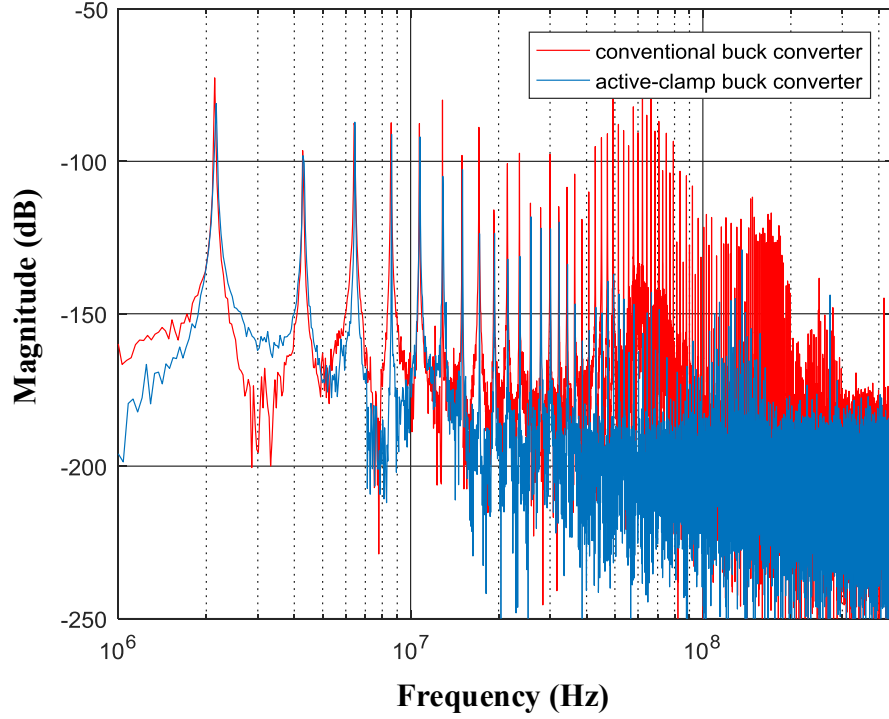 -50
-100
-150
-200
-250
Magnitude (dB)
conventional buck converter
active-clamp buck converter
10^6
10^7
10^8
Frequency (Hz)